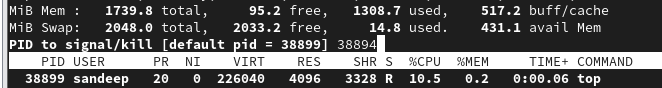 MiB Mem : 1739.8 total, 95.2 free, 1308.7 used, 517.2 buff/cache
MiB Swap: 2048.0 total, 2033.2 free, 14.8 used. 431.1 avail Mem
PID to signal/kill [default pid = 38899] 38894
PID USER PR NI VIRT RES SHR S %CPU %MEM TIME+ COMMAND
38899 sandeep 20 0 226040 4096 3328 R 10.5 0.2 0:00.06 top